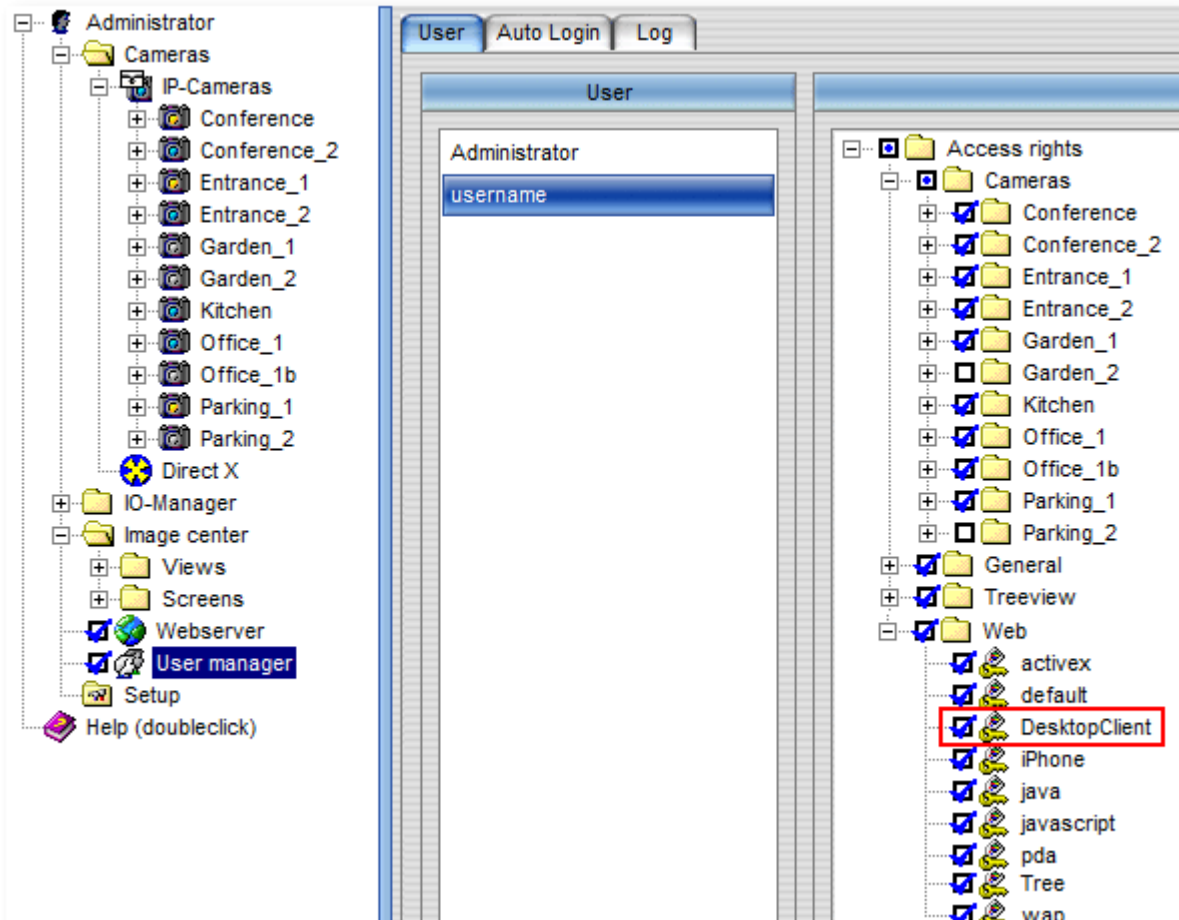 Administrator
Cameras
IP-Cameras
Conference
Conference_2
Entrance_1
Entrance_2
Garden_1
Garden_2
Kitchen
Office_1
Office_1b
Parking_1
Parking_2
Direct X
IO-Manager
Image center
Views
Screens
Webserver
User manager
Setup
Help (doubleclick)
User Auto Login Log
User
Administrator
username
Access rights
Cameras
Conference
Conference_2
Entrance_1
Entrance_2
Garden_1
Garden_2
Kitchen
Office_1
Office_1b
Parking_1
Parking_2
General
Treeview
Web
activex
default
DesktopClient
iPhone
java
javascript
pda
Tree
wap